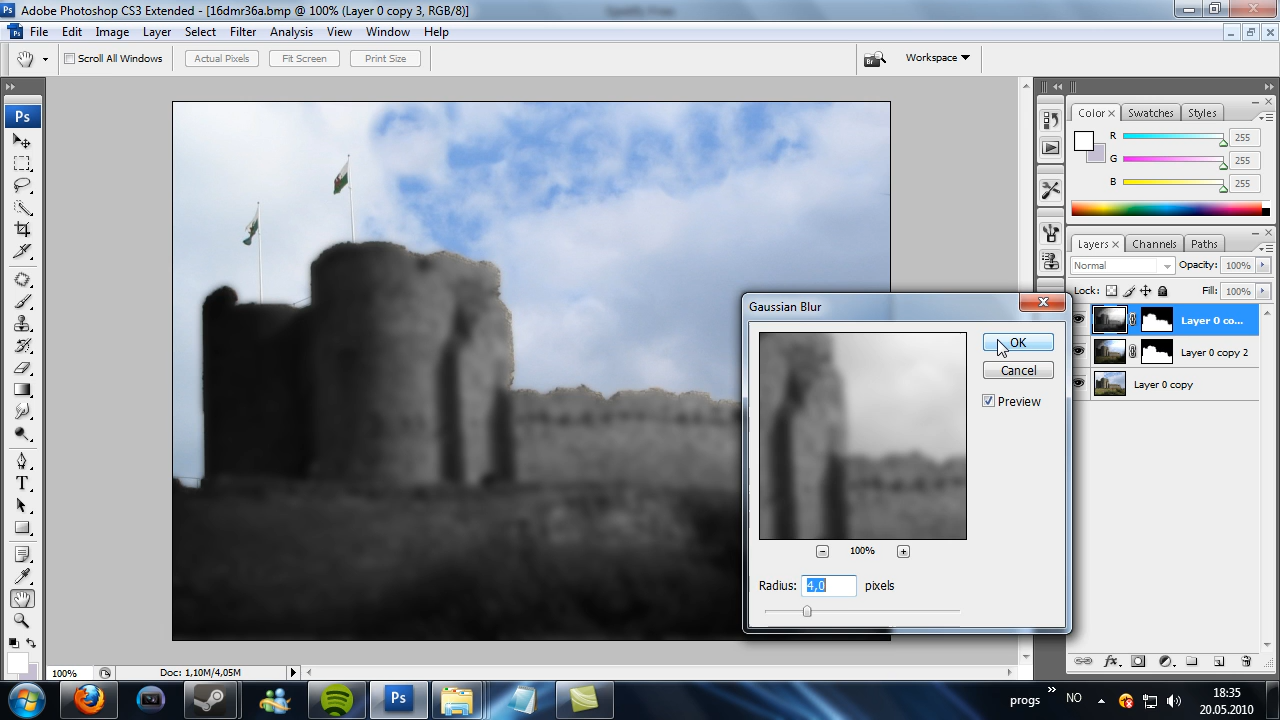 Adobe Photoshop CS3 Extended - [16dmr36a.bmp @ 100% (Layer 0 copy 3, RGB/8)]
File Edit Image Layer Select Filter Analysis View Window Help
Scroll All Windows Actual Pixels Fit Screen Print Size Br Workspace
Ps
Color Swatches Styles
R 255
G 255
B 255
Layers Channels Paths
Normal Opacity: 100%
Lock: Fill: 100%
Layer 0 co...
Layer 0 copy 2
Layer 0 copy
Gaussian Blur
OK
Cancel
Preview
100%
Radius: 4,0 pixels
T
100% Doc: 1,10M/4,05M
Ps progs NO 18:35
20.05.2010